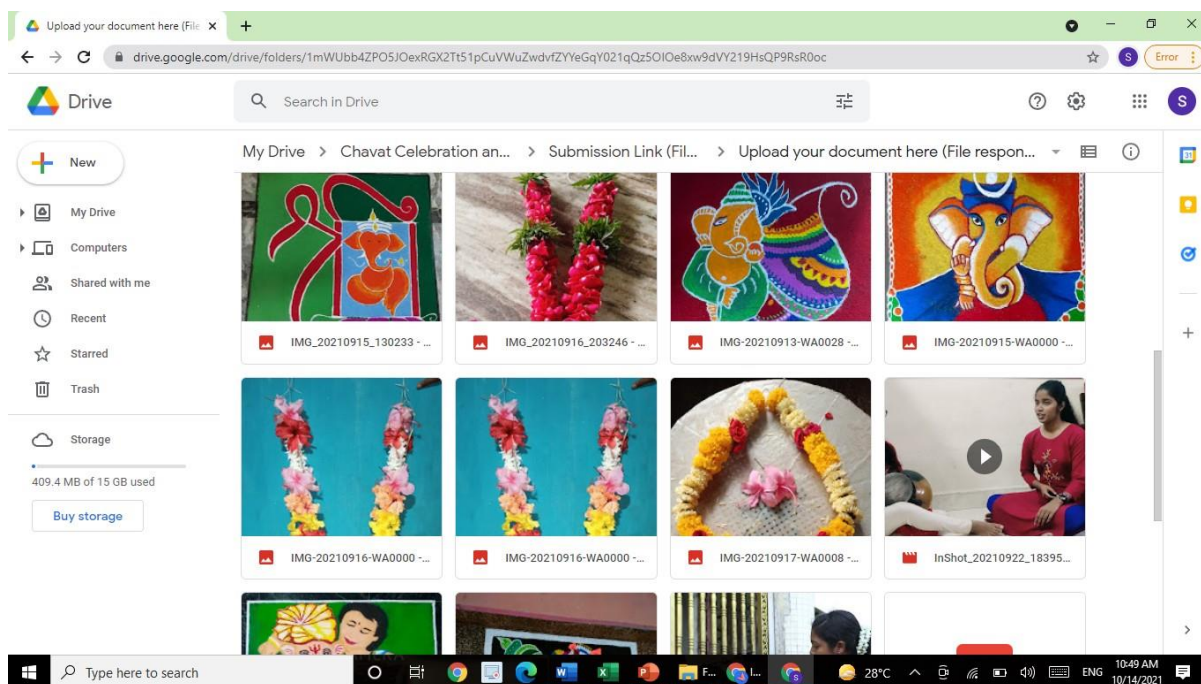 Upload your document here (File
drive.google.com/drive/folders/1mWUbb4ZPO5JOexRGX2Tt51pCuVWuZwdvfZYYeGqY021qQz5OIOe8xw9dVY219HsQP9RsR0oc
S
Error
Drive
Search in Drive
S
New
My Drive > Chavat Celebration an... > Submission Link (Fil... > Upload your document here (File respon...
31
My Drive
Computers
Shared with me
Recent
Starred
Trash
Storage
409.4 MB of 15 GB used
Buy storage
IMG_20210915_130233 - ...
IMG_20210916_203246 - ...
IMG-20210913-WA0028 -...
IMG-20210915-WA0000 -...
IMG-20210916-WA0000 -...
IMG-20210916-WA0000 -...
IMG-20210917-WA0008 -...
InShot_20210922_18395...
Type here to search
F...
L...
28°C
ENG
10:49 AM
10/14/2021